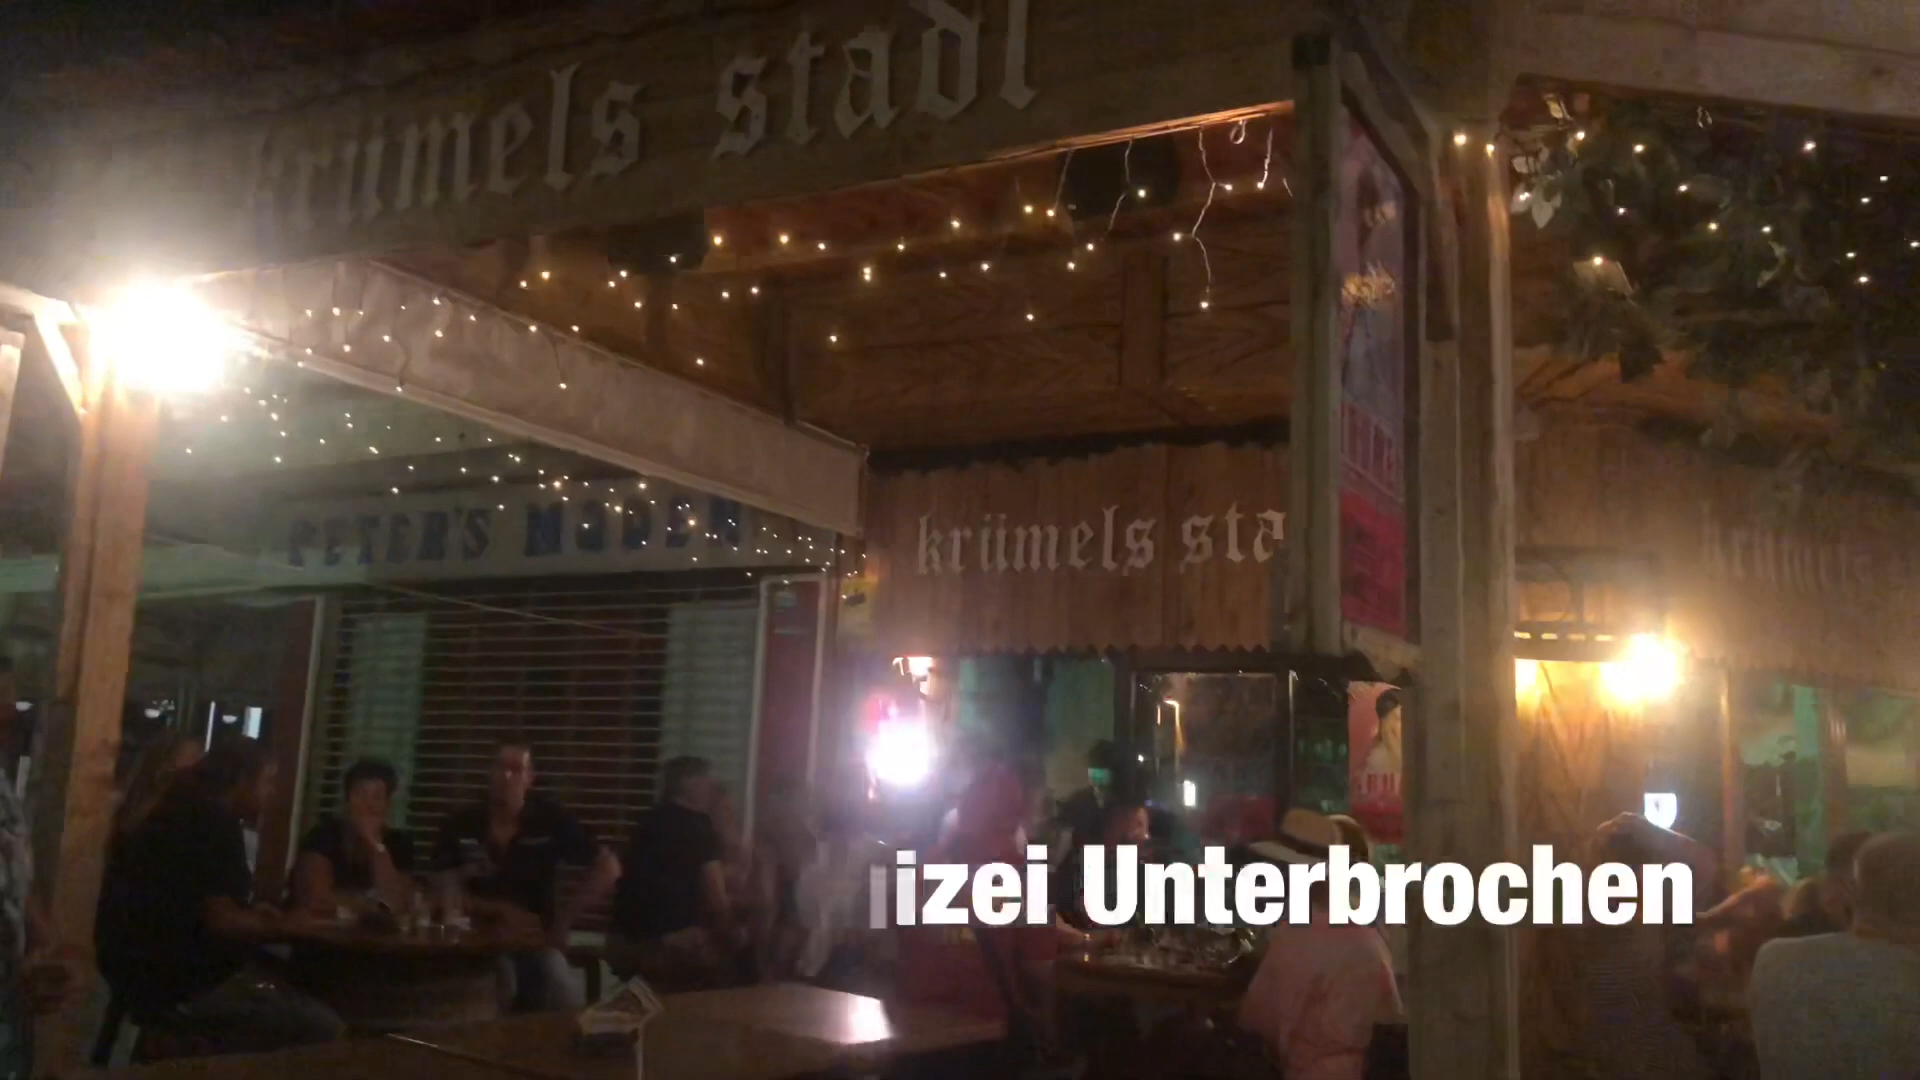 krümels stadl
PETER'S MODEN
krümels sta
izei Unterbrochen